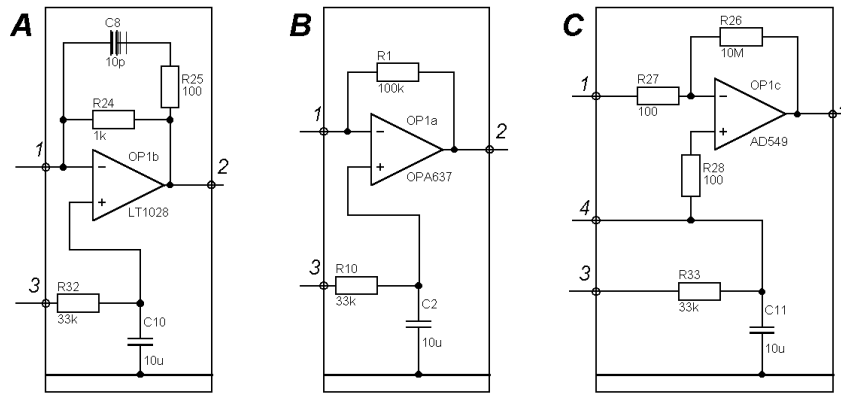 A
C8
10p
R25
100
R24
1k
1
OP1b
2
LT1028
3
R32
33k
C10
10u
B
R1
100k
1
OP1a
2
OPA637
3
R10
33k
C2
10u
C
R26
10M
1
R27
100
OP1c
AD549
R28
100
4
3
R33
33k
C11
10u